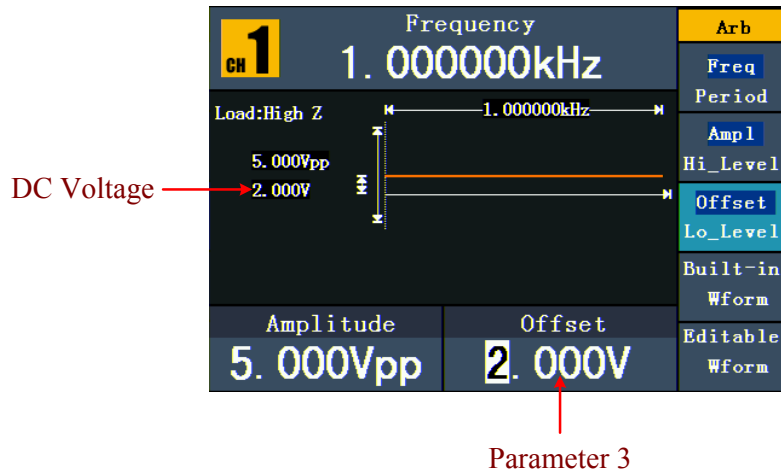 CH 1
Frequency
1.000000kHz
Load:High Z
1.000000kHz
5.000Vpp
2.000V
DC Voltage
Amplitude
5.000Vpp
Offset
2.000V
Arb
Freq
Period
Ampl
Hi_Level
Offset
Lo_Level
Built-in
Wform
Editable
Wform
Parameter 3